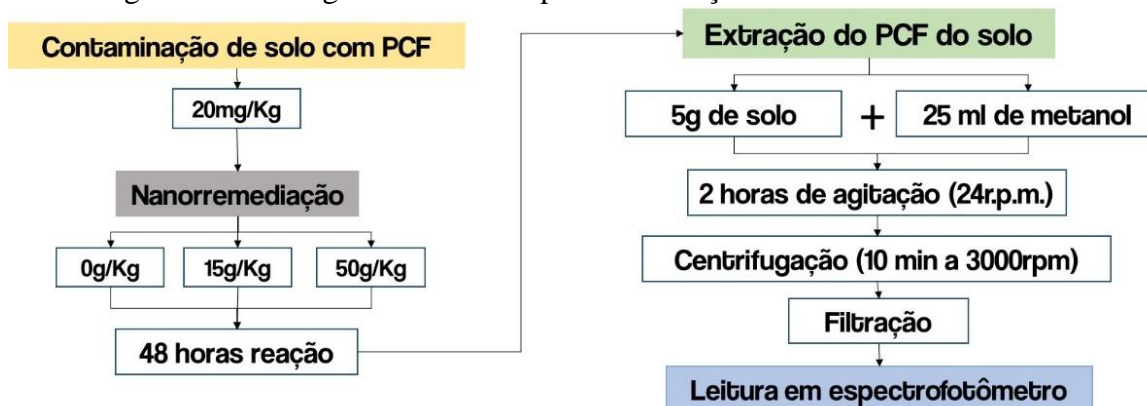 Contaminação de solo com PCF
20mg/Kg
Nanorremediação
0g/Kg
15g/Kg
50g/Kg
48 horas reação
Extração do PCF do solo
5g de solo
+
25 ml de metanol
2 horas de agitação (24r.p.m.)
Centrifugação (10 min a 3000rpm)
Filtração
Leitura em espectrofotômetro